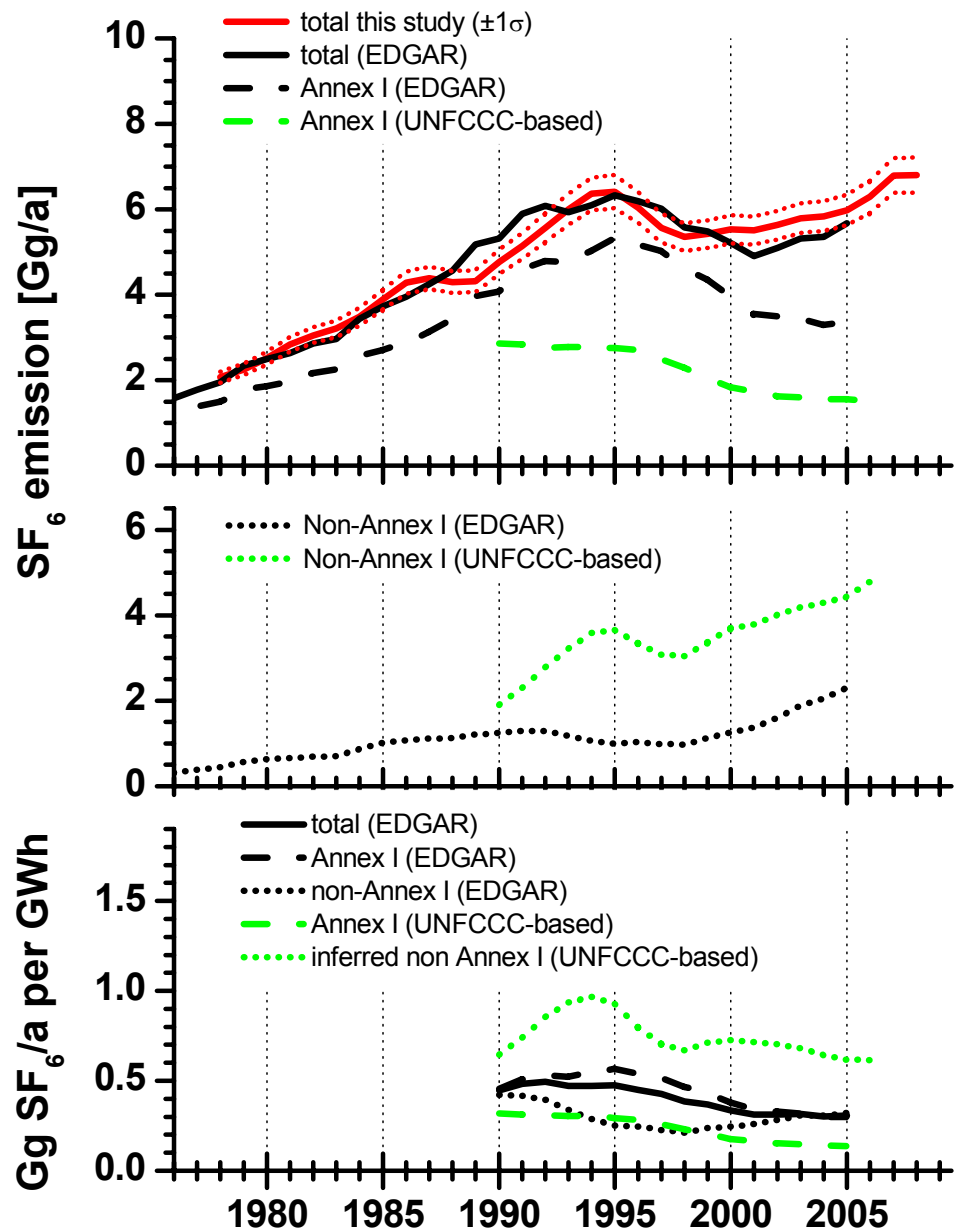 total this study (±1σ)
total (EDGAR)
Annex I (EDGAR)
Annex I (UNFCCC-based)
10
8
6
4
2
0
SF6 emission [Gg/a]
Non-Annex I (EDGAR)
Non-Annex I (UNFCCC-based)
6
4
2
0
total (EDGAR)
Annex I (EDGAR)
non-Annex I (EDGAR)
Annex I (UNFCCC-based)
inferred non Annex I (UNFCCC-based)
1.5
1.0
0.5
0.0
Gg SF6/a per GWh
1980 1985 1990 1995 2000 2005